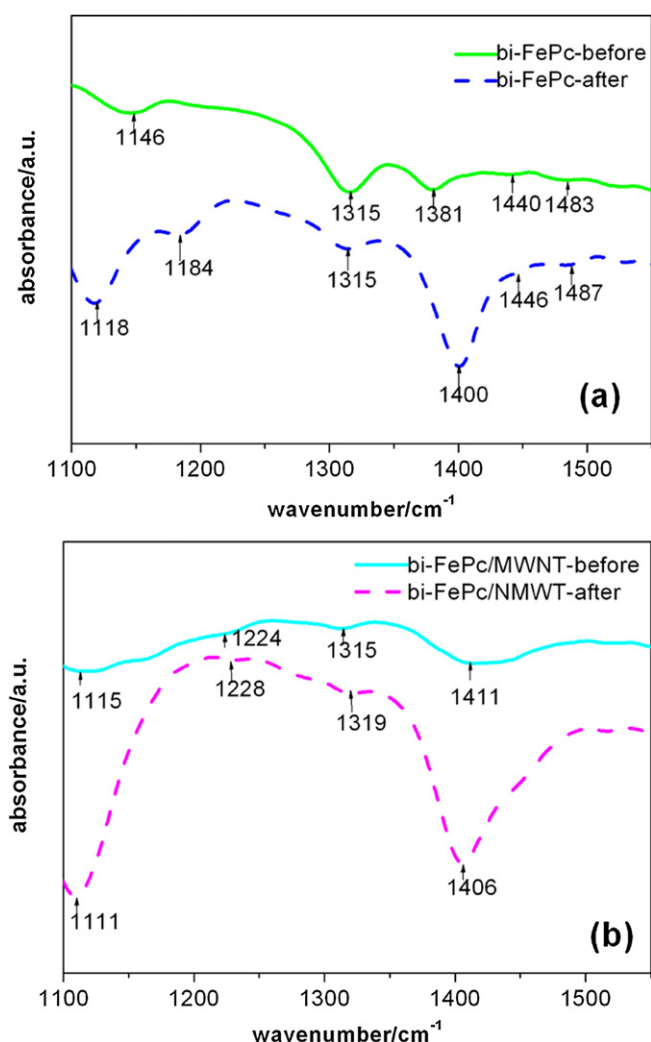 bi-FePc-before
bi-FePc-after
1146
1315
1381
1440
1483
1184
1315
1446
1487
1118
1400
(a)
absorbance/a.u.
1100 1200 1300 1400 1500
wavenumber/cm⁻¹
bi-FePc/MWNT-before
bi-FePc/NMWT-after
1224
1315
1115
1228
1411
1319
1406
1111
(b)
absorbance/a.u.
1100 1200 1300 1400 1500
wavenumber/cm⁻¹